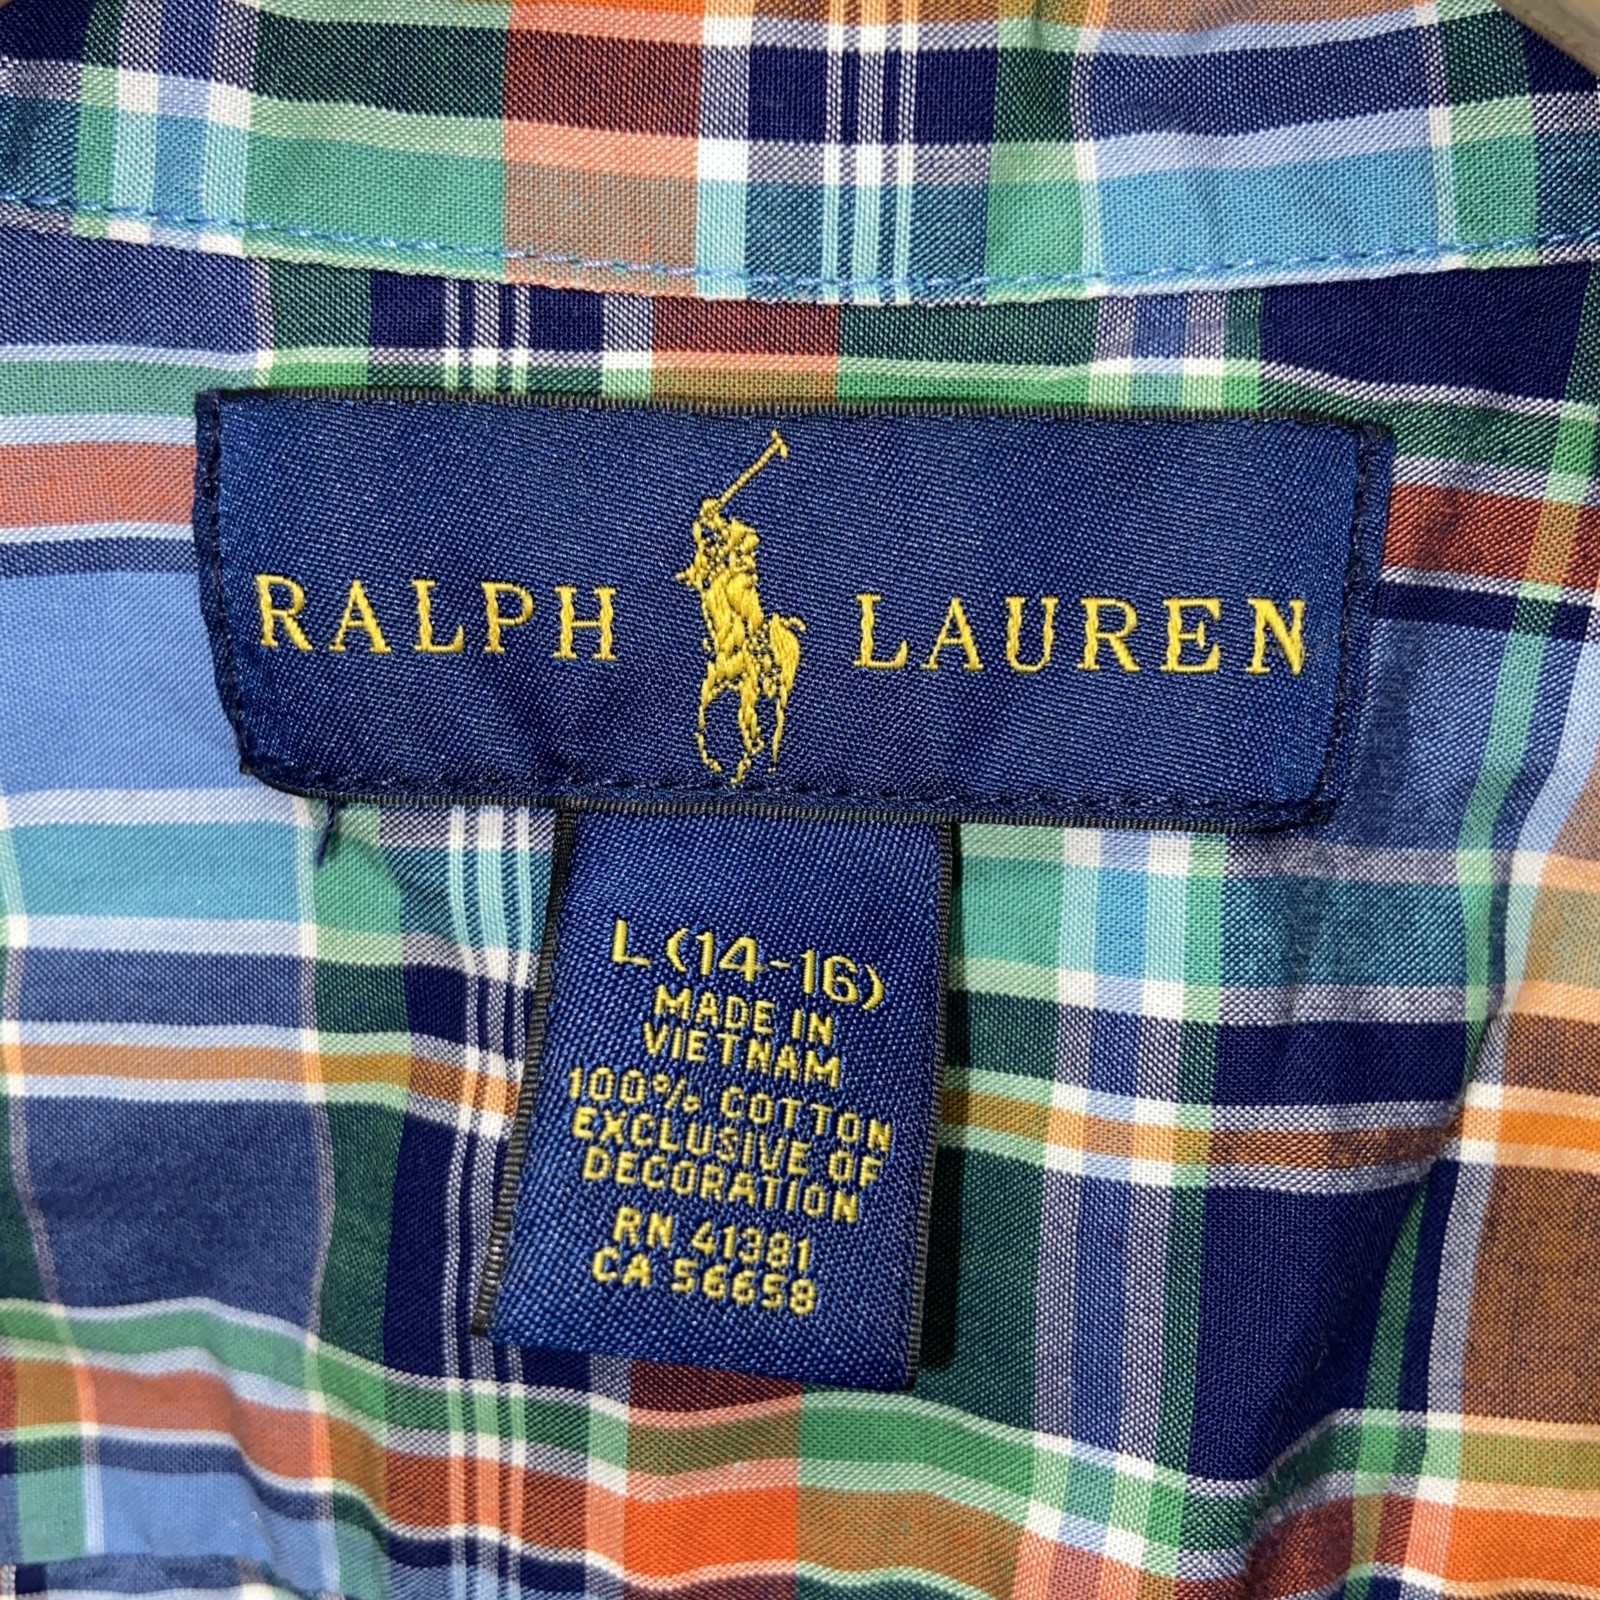 RALPH LAUREN
L (14-16)
MADE IN
VIETNAM
100% COTTON
EXCLUSIVE OF
DECORATION
RN 41381
CA 56658